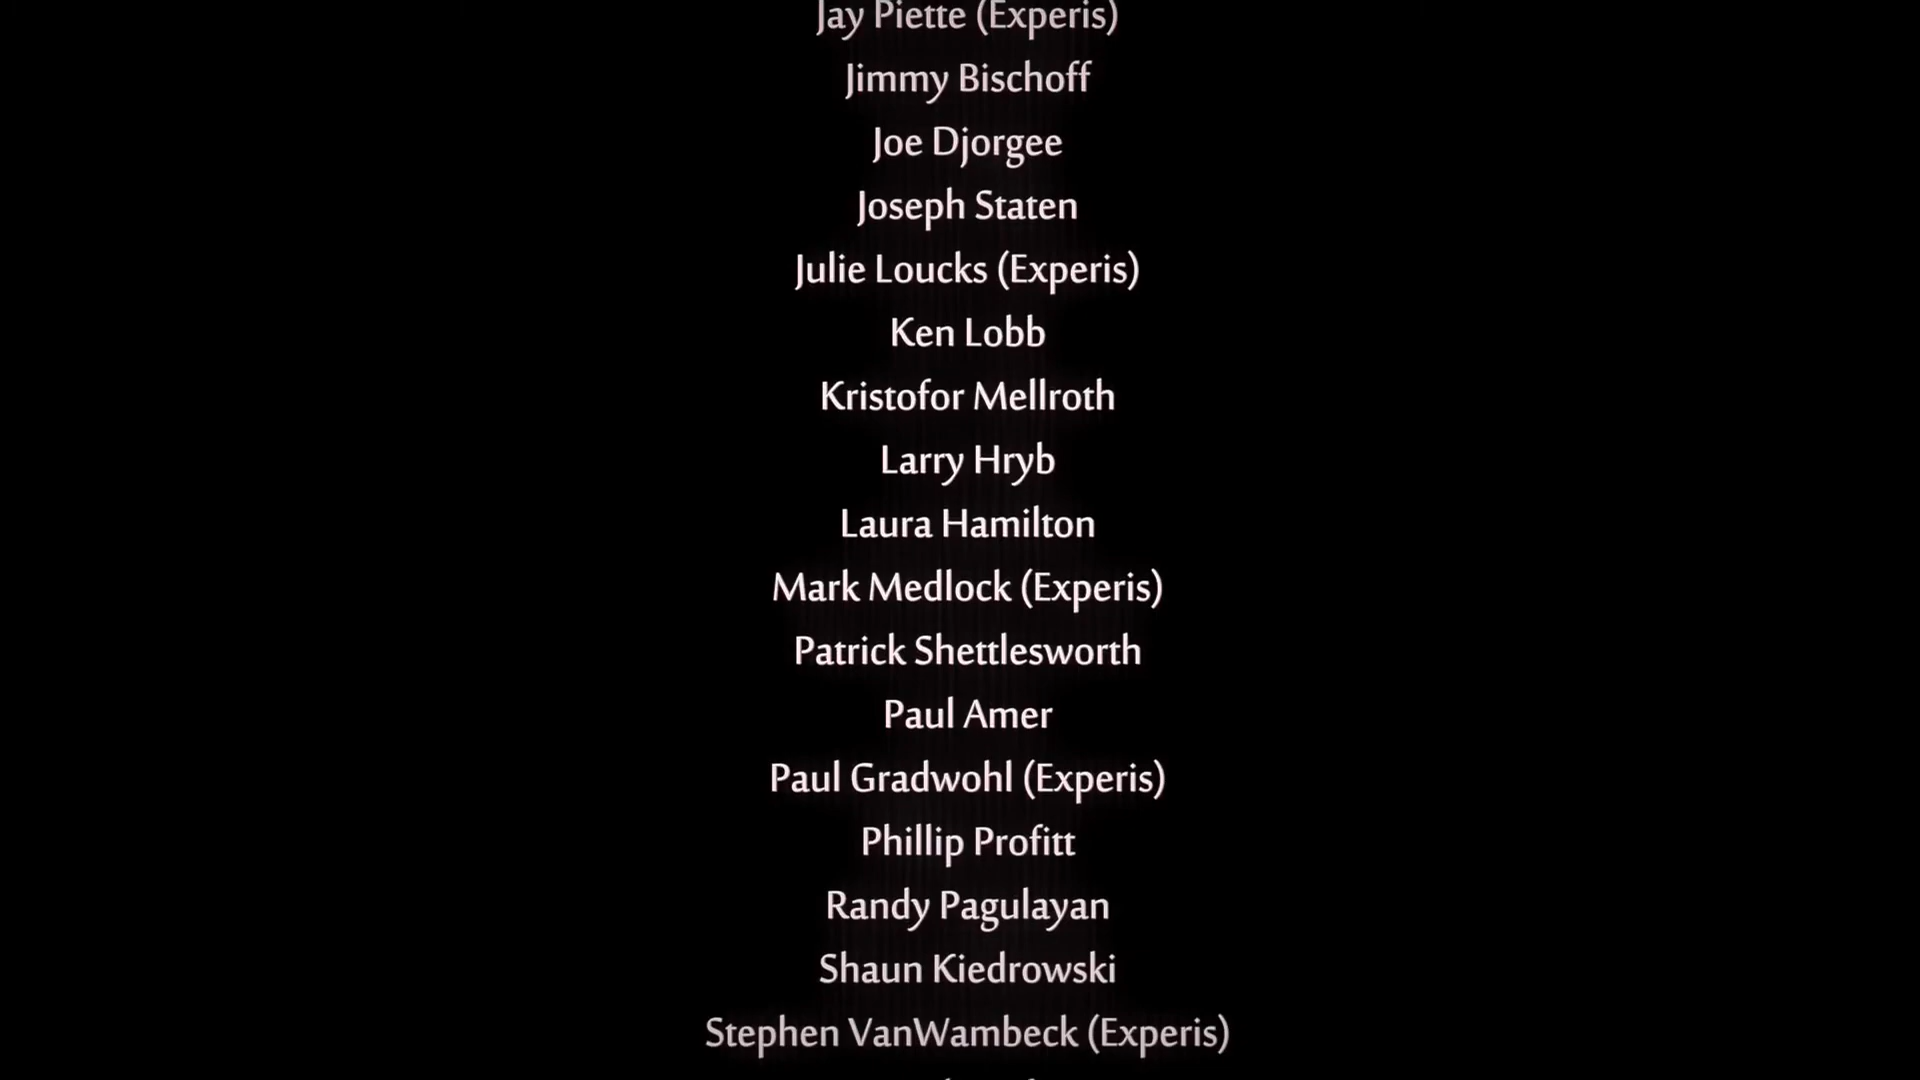 Jay Piette (Experis)
Jimmy Bischoff
Joe Djorgee
Joseph Staten
Julie Loucks (Experis)
Ken Lobb
Kristofor Mellroth
Larry Hryb
Laura Hamilton
Mark Medlock (Experis)
Patrick Shettlesworth
Paul Amer
Paul Gradwohl (Experis)
Phillip Profitt
Randy Pagulayan
Shaun Kiedrowski
Stephen VanWambeck (Experis)